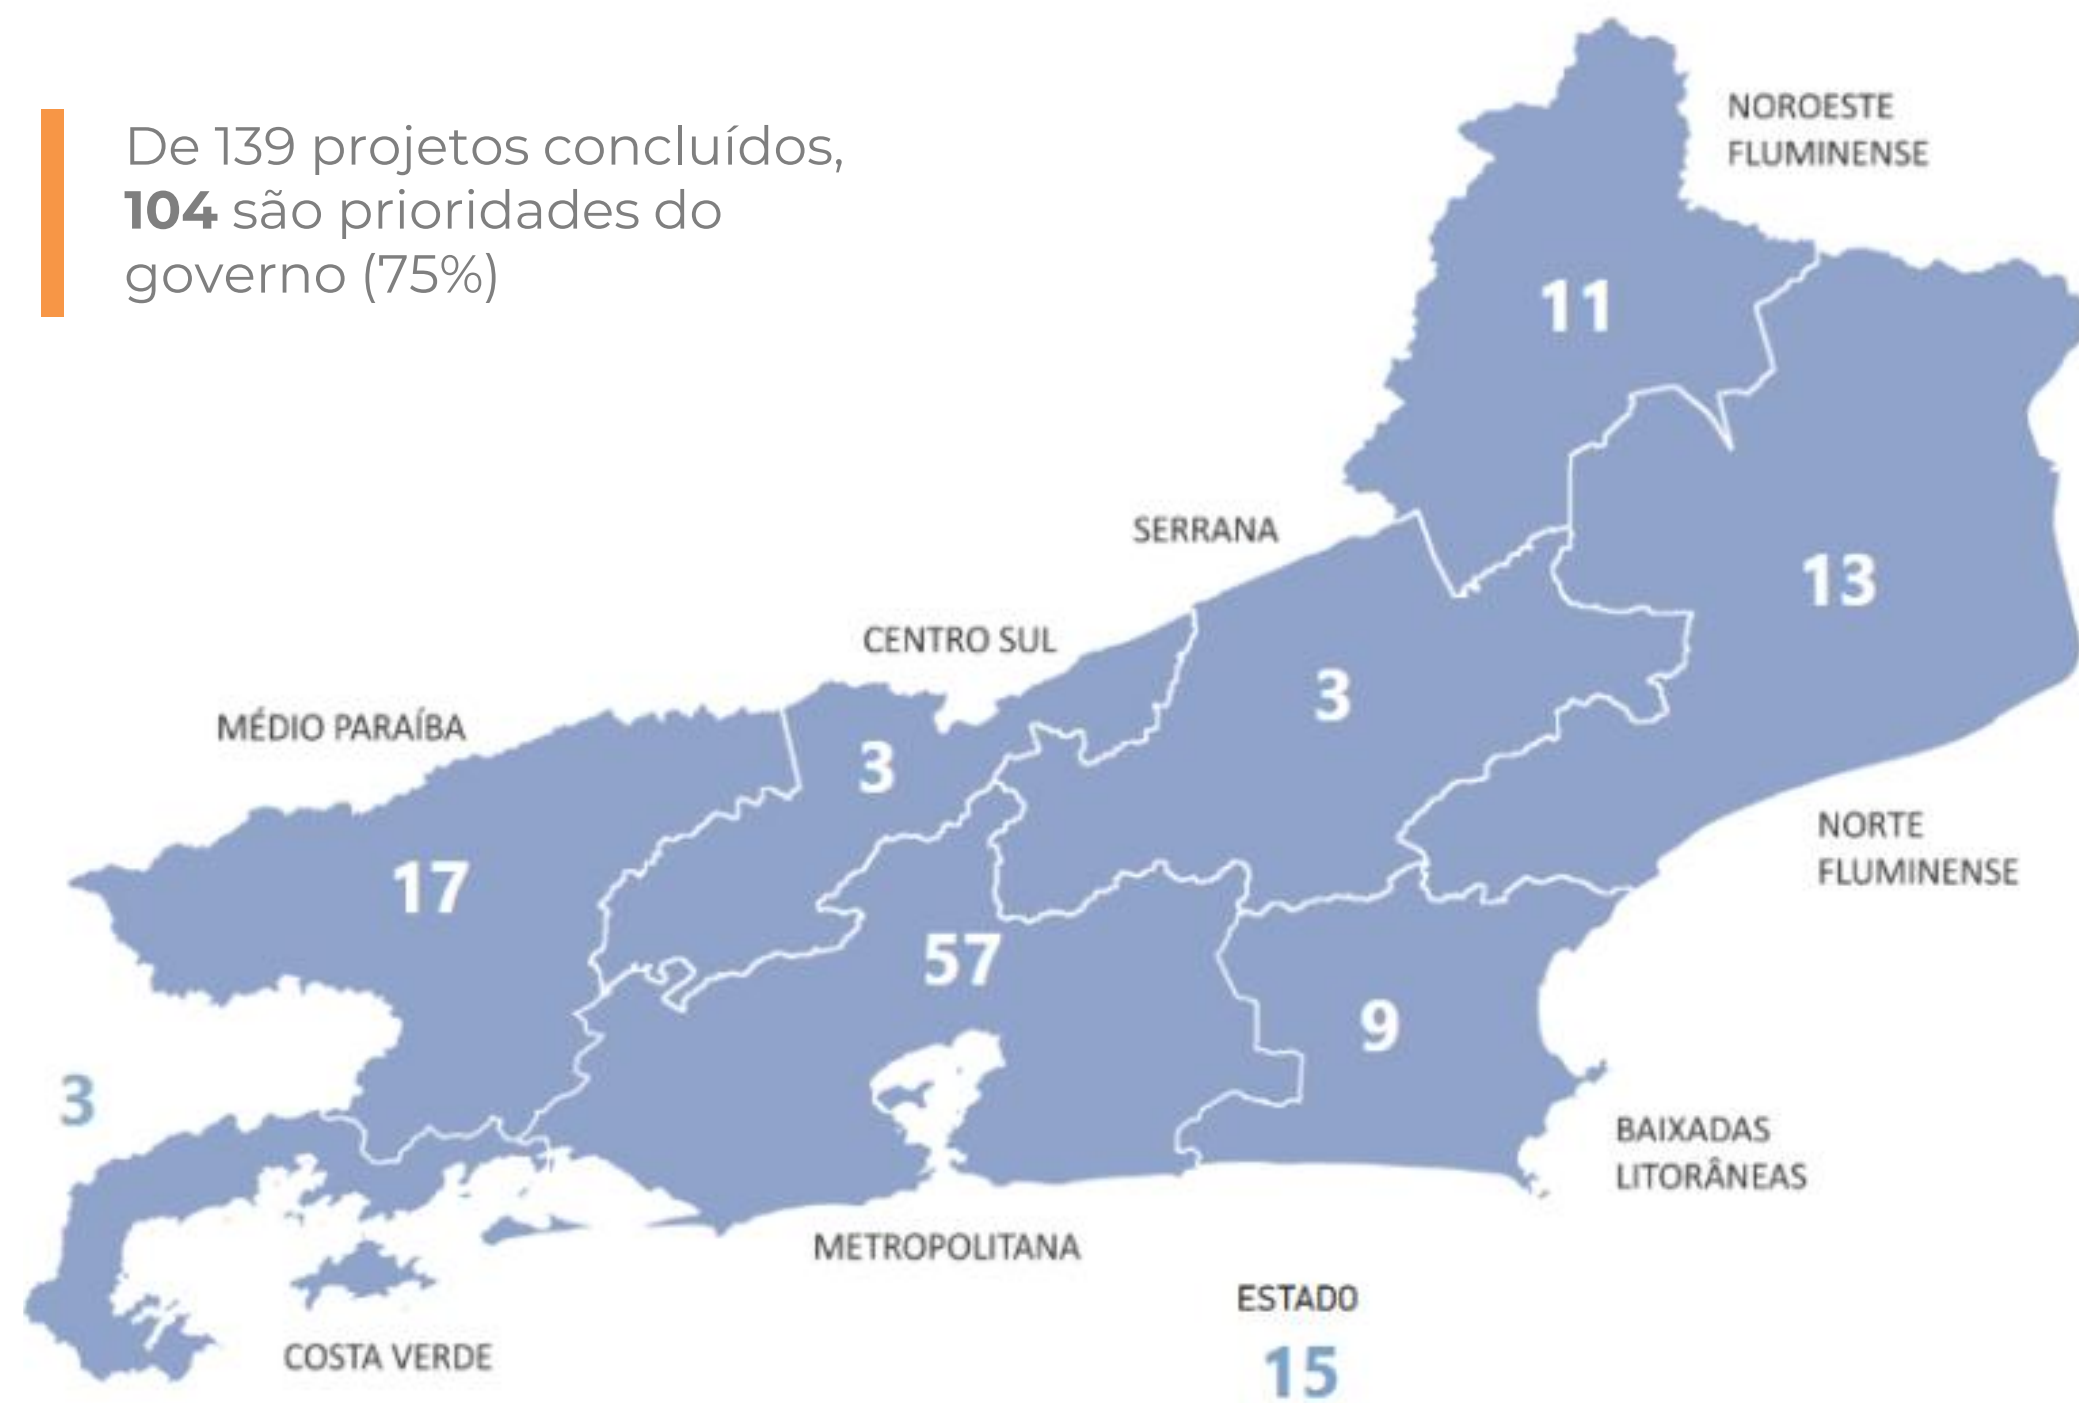 De 139 projetos concluídos,
104 são prioridades do
governo (75%)
NOROESTE
FLUMINENSE
11
SERRANA
13
CENTRO SUL
3
MÉDIO PARAÍBA
3
NORTE
FLUMINENSE
17
57
9
3
BAIXADAS
LITORÂNEAS
METROPOLITANA
ESTADO
COSTA VERDE
15